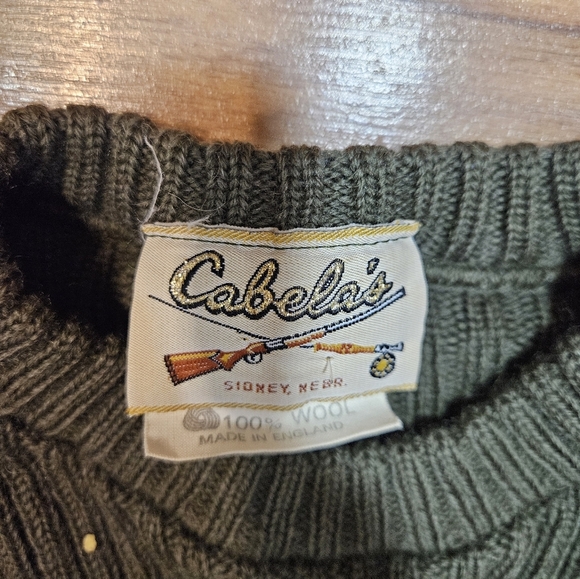 Cabela's
SIDNEY, NEBR.
100% WOOL
MADE IN ENGLAND